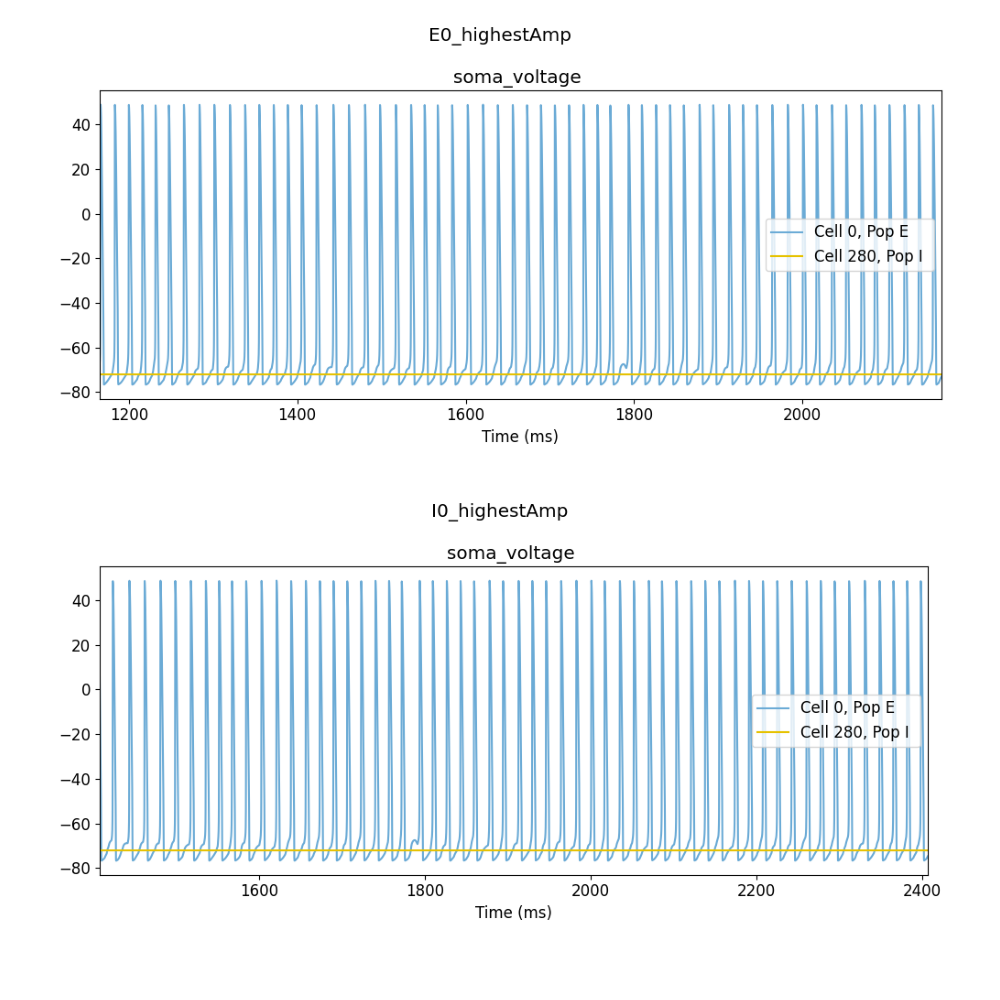 E0_highestAmp
soma_voltage
40
20
0
−20
−40
−60
−80
Cell 0, Pop E
Cell 280, Pop I
1200 1400 1600 1800 2000
Time (ms)
I0_highestAmp
soma_voltage
40
20
0
−20
−40
−60
−80
Cell 0, Pop E
Cell 280, Pop I
1600 1800 2000 2200 2400
Time (ms)